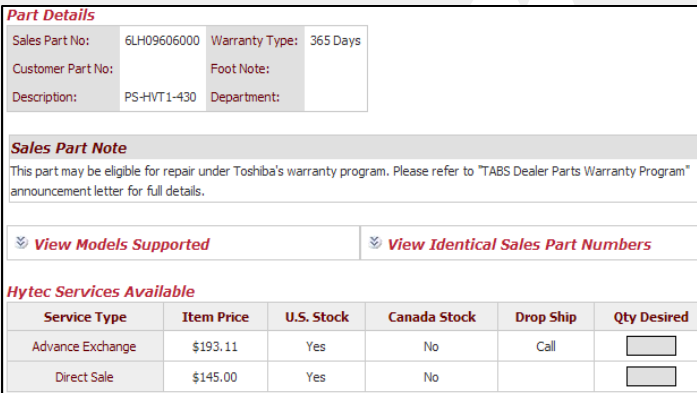 Part Details
Sales Part No: 6LH09606000 Warranty Type: 365 Days
Customer Part No: Foot Note:
Description: PS-HVT1-430 Department:
Sales Part Note
This part may be eligible for repair under Toshiba's warranty program. Please refer to "TABS Dealer Parts Warranty Program"
announcement letter for full details.
View Models Supported View Identical Sales Part Numbers
Hytec Services Available
Service Type Item Price U.S. Stock Canada Stock Drop Ship Qty Desired
Advance Exchange $193.11 Yes No Call
Direct Sale $145.00 Yes No